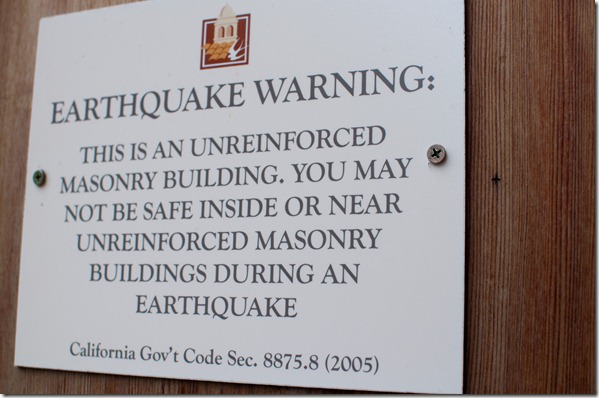 EARTHQUAKE WARNING:
THIS IS AN UNREINFORCED
MASONRY BUILDING. YOU MAY
NOT BE SAFE INSIDE OR NEAR
UNREINFORCED MASONRY
BUILDINGS DURING AN
EARTHQUAKE
California Gov't Code Sec. 8875.8 (2005)